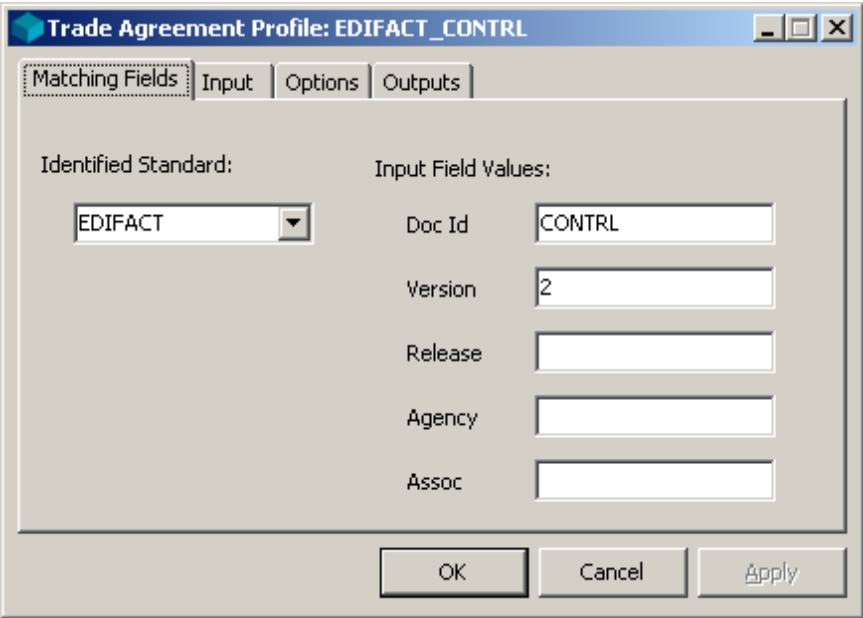 Trade Agreement Profile: EDIFACT_CONTRL
Matching Fields Input Options Outputs
Identified Standard: Input Field Values:
EDIFACT Doc Id CONTRL
Version 2
Release
Agency
Assoc
OK Cancel Apply